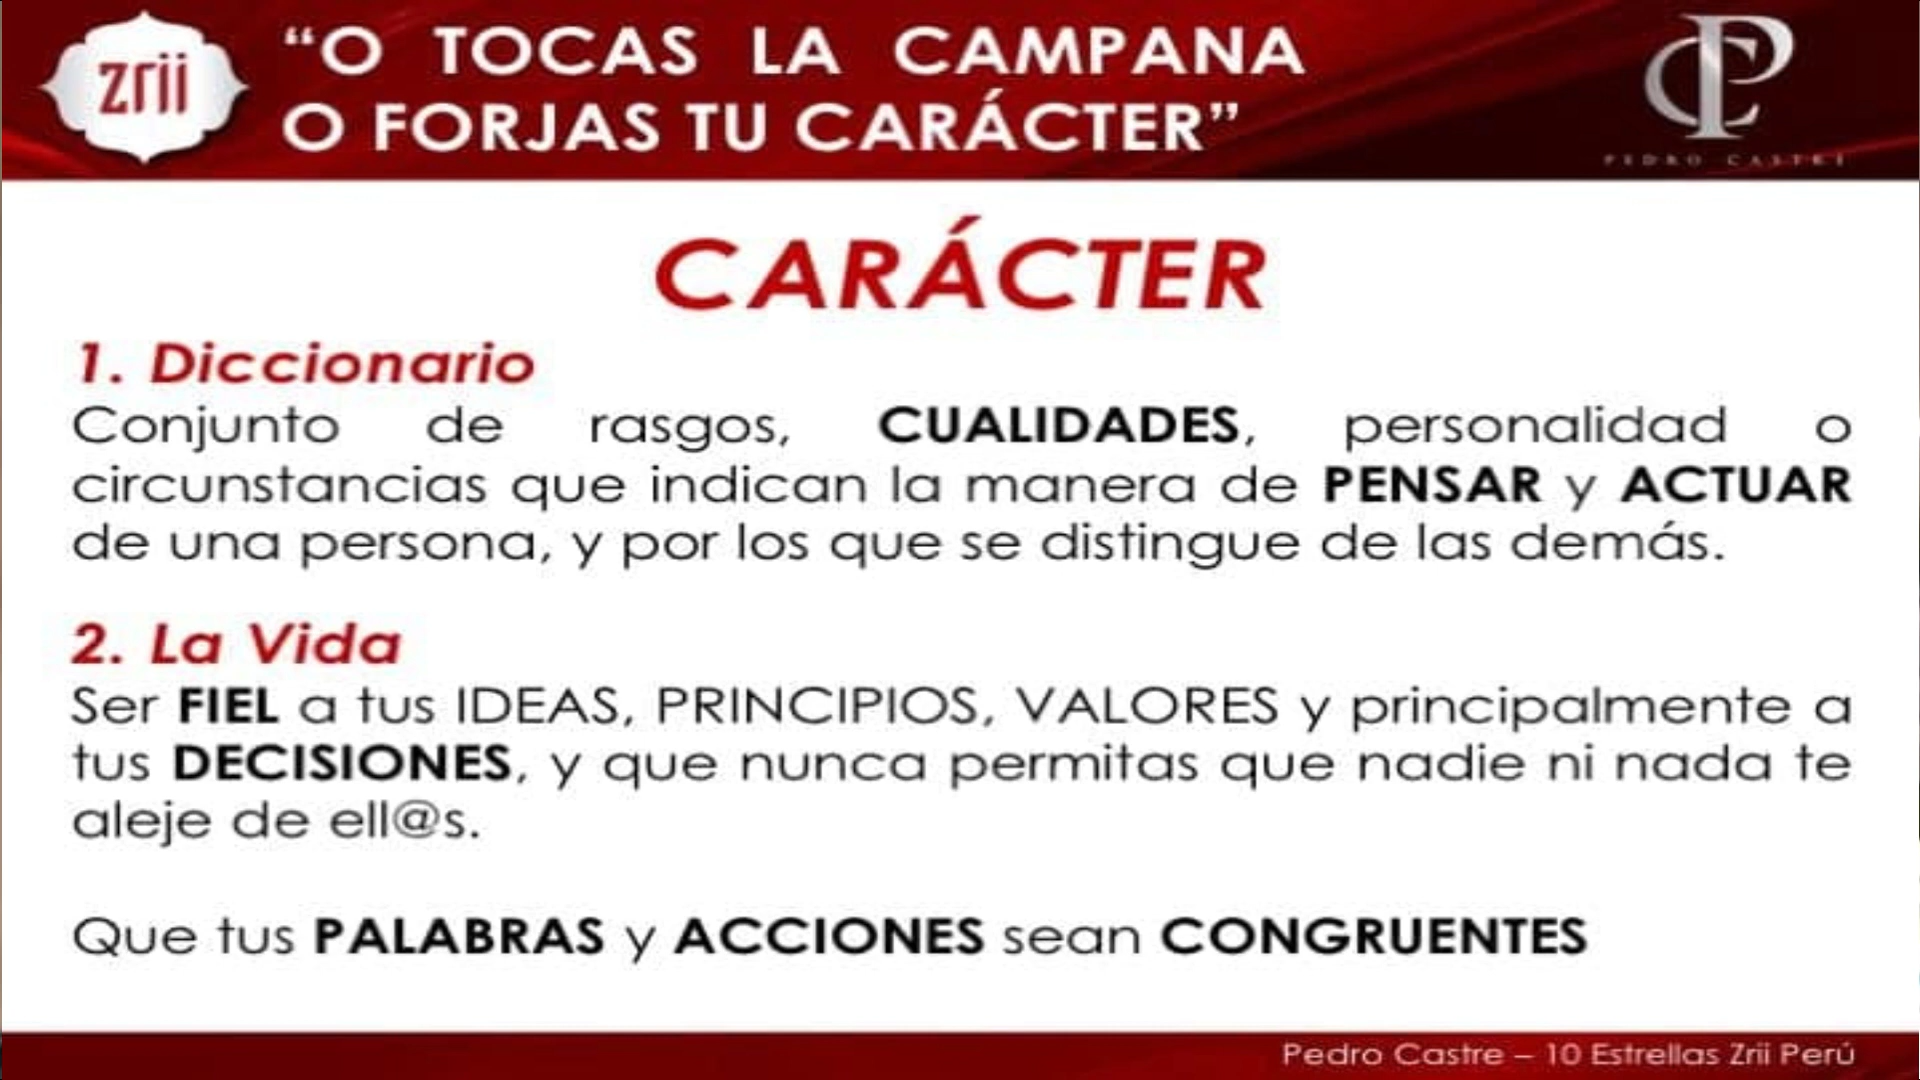 zrii
“O TOCAS LA CAMPANA
O FORJAS TU CARÁCTER”
CP
PEDRO CASTRE
CARÁCTER
1. Diccionario
Conjunto de rasgos, CUALIDADES, personalidad o
circunstancias que indican la manera de PENSAR y ACTUAR
de una persona, y por los que se distingue de las demás.
2. La Vida
Ser FIEL a tus IDEAS, PRINCIPIOS, VALORES y principalmente a
tus DECISIONES, y que nunca permitas que nadie ni nada te
aleje de ell@s.
Que tus PALABRAS y ACCIONES sean CONGRUENTES
Pedro Castre – 10 Estrellas Zrii Perú